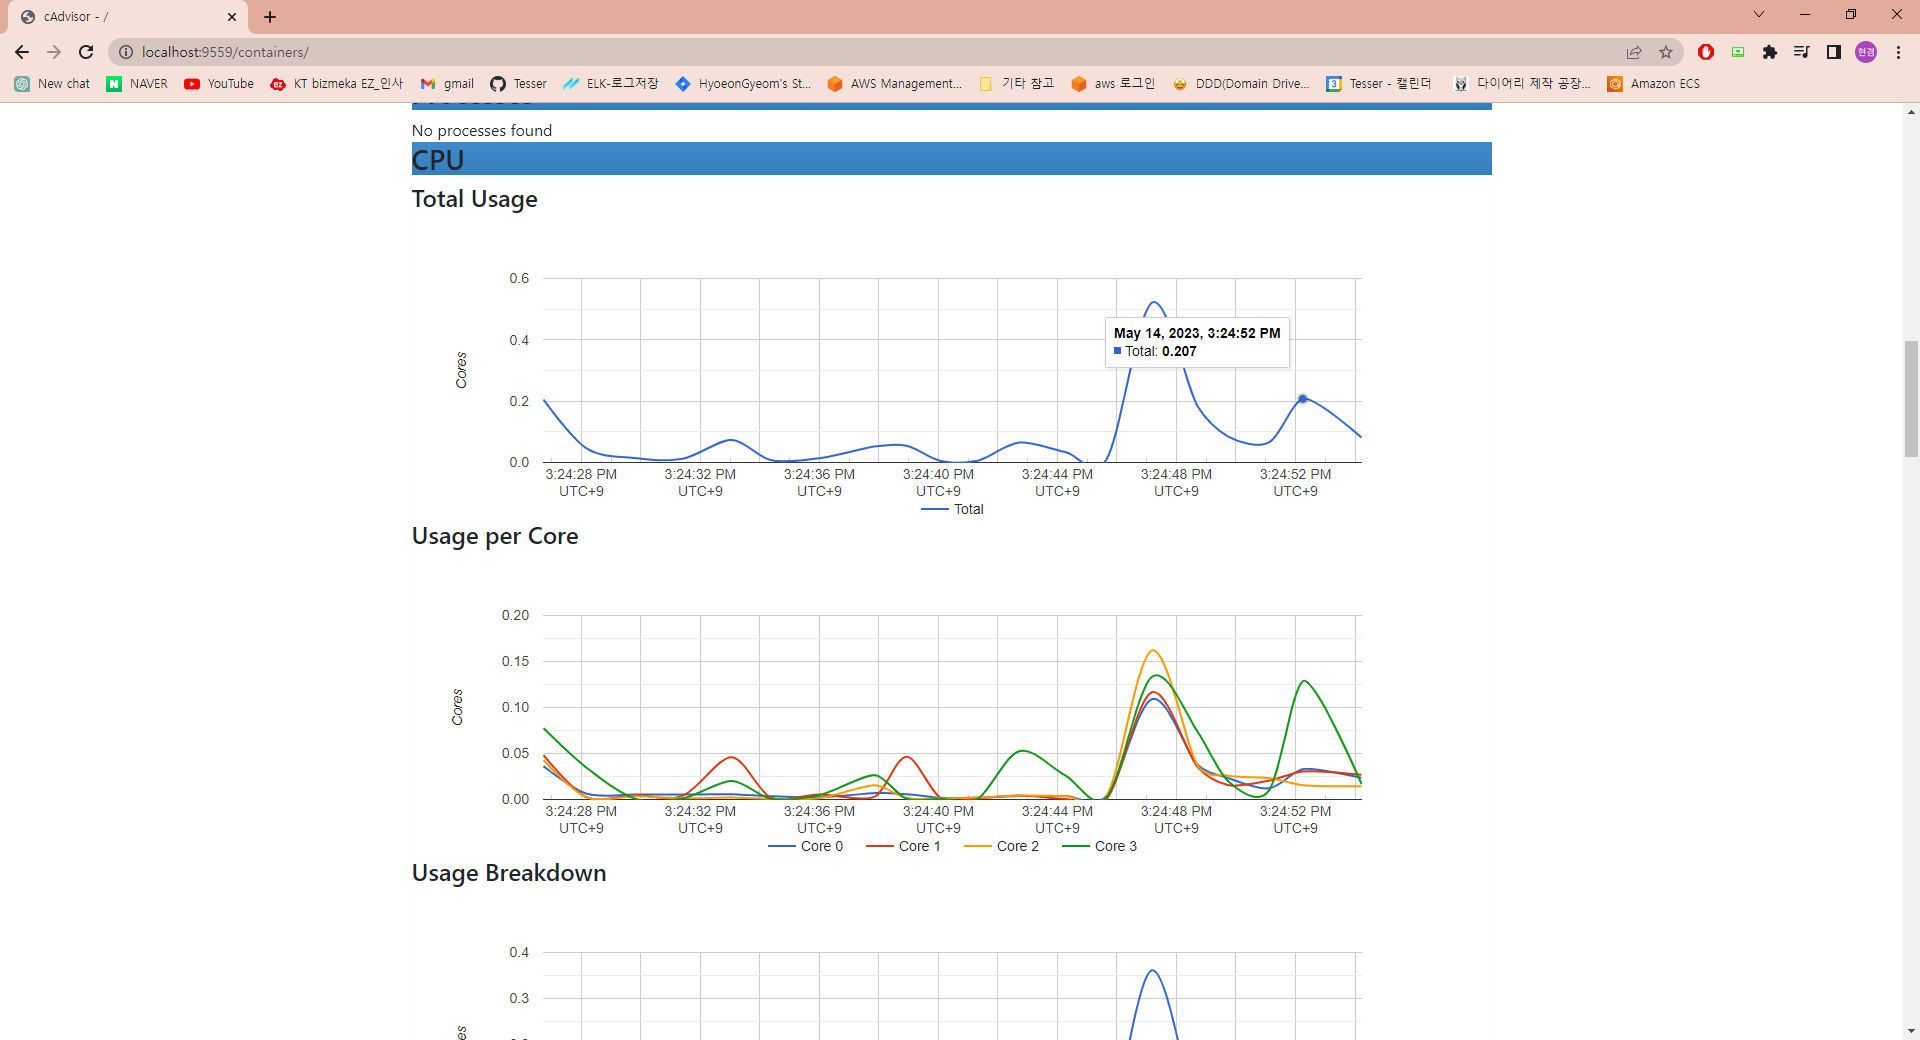 cAdvisor - /
localhost:9559/containers/
현경
New chat NAVER YouTube KT bizmeka EZ_인사 gmail Tesser ELK-로그저장 HyoeonGyeom's St... AWS Management... 기타 참고 aws 로그인 DDD(Domain Drive... Tesser - 캘린더 다이어리 제작 공장... Amazon ECS
No processes found
CPU
Total Usage
0.6
0.4
0.2
0.0
Cores
May 14, 2023, 3:24:52 PM
Total: 0.207
3:24:28 PM 3:24:32 PM 3:24:36 PM 3:24:40 PM 3:24:44 PM 3:24:48 PM 3:24:52 PM
UTC+9 UTC+9 UTC+9 UTC+9 UTC+9 UTC+9 UTC+9
Total
Usage per Core
0.20
0.15
0.10
0.05
0.00
Cores
3:24:28 PM 3:24:32 PM 3:24:36 PM 3:24:40 PM 3:24:44 PM 3:24:48 PM 3:24:52 PM
UTC+9 UTC+9 UTC+9 UTC+9 UTC+9 UTC+9 UTC+9
Core 0 Core 1 Core 2 Core 3
Usage Breakdown
0.4
0.3